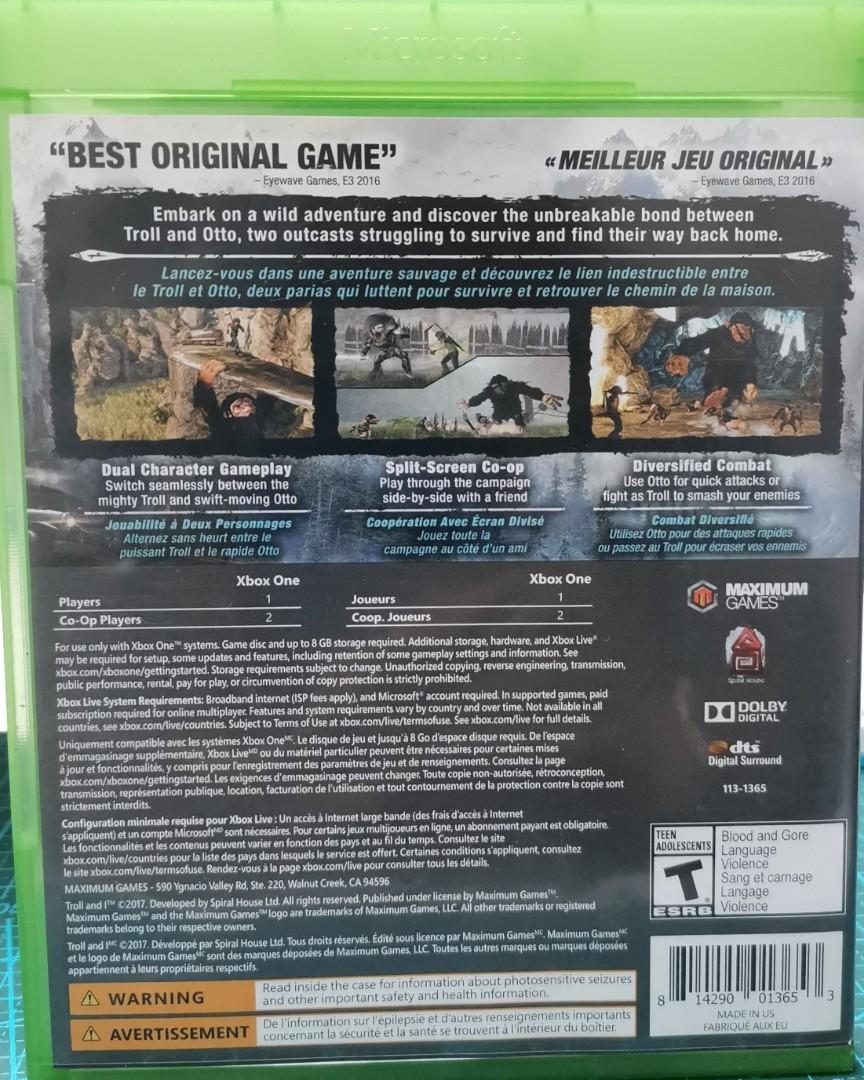 Microsoft
“BEST ORIGINAL GAME”
– Eyewave Games, E3 2016
« MEILLEUR JEU ORIGINAL »
– Eyewave Games, E3 2016
Embark on a wild adventure and discover the unbreakable bond between
Troll and Otto, two outcasts struggling to survive and find their way back home.
Lancez-vous dans une aventure sauvage et découvrez le lien indestructible entre
le Troll et Otto, deux parias qui luttent pour survivre et retrouver le chemin de la maison.
Dual Character Gameplay
Switch seamlessly between the
mighty Troll and swift-moving Otto
Jouabilité à Deux Personnages
Alternez sans heurt entre le
puissant Troll et le rapide Otto
Split-Screen Co-op
Play through the campaign
side-by-side with a friend
Coopération Avec Écran Divisé
Jouez toute la
campagne au côté d'un ami
Diversified Combat
Use Otto for quick attacks or
fight as Troll to smash your enemies
Combat Diversifié
Utilisez Otto pour des attaques rapides
ou passez au Troll pour écraser vos ennemis
Xbox One
Players 1
Co-Op Players 2
Xbox One
Joueurs 1
Coop. Joueurs 2
For use only with Xbox One™ systems. Game disc and up to 8 GB storage required. Additional storage, hardware, and Xbox Live®
may be required for setup, some updates and features, including retention of some gameplay settings and information. See
xbox.com/xboxone/gettingstarted. Storage requirements subject to change. Unauthorized copying, reverse engineering, transmission,
public performance, rental, pay for play, or circumvention of copy protection is strictly prohibited.
Xbox Live System Requirements: Broadband internet (ISP fees apply), and Microsoft® account required. In supported games, paid
subscription required for online multiplayer. Features and system requirements vary by country and over time. Not available in all
countries, see xbox.com/live/countries. Subject to Terms of Use at xbox.com/live/termsofuse. See xbox.com/live for full details.
Uniquement compatible avec les systèmes Xbox OneMC. Le disque de jeu et jusqu'à 8 Go d'espace disque requis. De l'espace
d'emmagasinage supplémentaire, Xbox LiveMD ou du matériel particulier peuvent être nécessaires pour certaines mises
à jour et fonctionnalités, y compris pour l'enregistrement des paramètres de jeu et de renseignements. Consultez la page
xbox.com/xboxone/gettingstarted. Les exigences d'emmagasinage peuvent changer. Toute copie non-autorisée, rétroconception,
transmission, représentation publique, location, facturation de l'utilisation et tout contournement de la protection contre la copie sont
strictement interdits.
Configuration minimale requise pour Xbox Live : Un accès à Internet large bande (des frais d'accès à Internet
s'appliquent) et un compte MicrosoftMD sont nécessaires. Pour certains jeux multijoueurs en ligne, un abonnement payant est obligatoire.
Les fonctionnalités et les contenus peuvent varier en fonction des pays et au fil du temps. Consultez le site
xbox.com/live/countries pour la liste des pays dans lesquels le service est offert. Certaines conditions s'appliquent, consultez
le site xbox.com/live/termsofuse. Rendez-vous à la page xbox.com/live pour consulter tous les détails.
MAXIMUM GAMES - 590 Ygnacio Valley Rd, Ste. 220, Walnut Creek, CA 94596
Troll and I™ ©2017. Developed by Spiral House Ltd. All rights reserved. Published under license by Maximum Games™.
Maximum Games™ and the Maximum Games™ logo are trademarks of Maximum Games, LLC. All other trademarks or registered
trademarks belong to their respective owners.
Troll and IMC ©2017. Développé par Spiral House Ltd. Tous droits réservés. Édité sous licence par Maximum GamesMC. Maximum GamesMC
et le logo de Maximum GamesMC sont des marques déposées de Maximum Games, LLC. Toutes les autres marques ou marques déposées
appartiennent à leurs propriétaires respectifs.
WARNING
Read inside the case for information about photosensitive seizures
and other important safety and health information.
AVERTISSEMENT
De l'information sur l'épilepsie et d'autres renseignements importants
concernant la sécurité et la santé se trouvent à l'intérieur du boîtier.
MAXIMUM
GAMES™
THE
Spiral House
DOLBY
DIGITAL
dts
Digital Surround
113-1365
TEEN
ADOLESCENTS
T
ESRB
Blood and Gore
Language
Violence
Sang et carnage
Langage
Violence
8 14290 01365 3
MADE IN US
FABRIQUÉ AUX EU